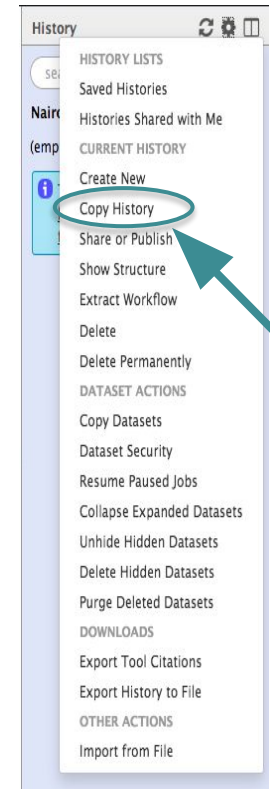 History
HISTORY LISTS
Saved Histories
Histories Shared with Me
CURRENT HISTORY
Create New
Copy History
Share or Publish
Show Structure
Extract Workflow
Delete
Delete Permanently
DATASET ACTIONS
Copy Datasets
Dataset Security
Resume Paused Jobs
Collapse Expanded Datasets
Unhide Hidden Datasets
Delete Hidden Datasets
Purge Deleted Datasets
DOWNLOADS
Export Tool Citations
Export History to File
OTHER ACTIONS
Import from File